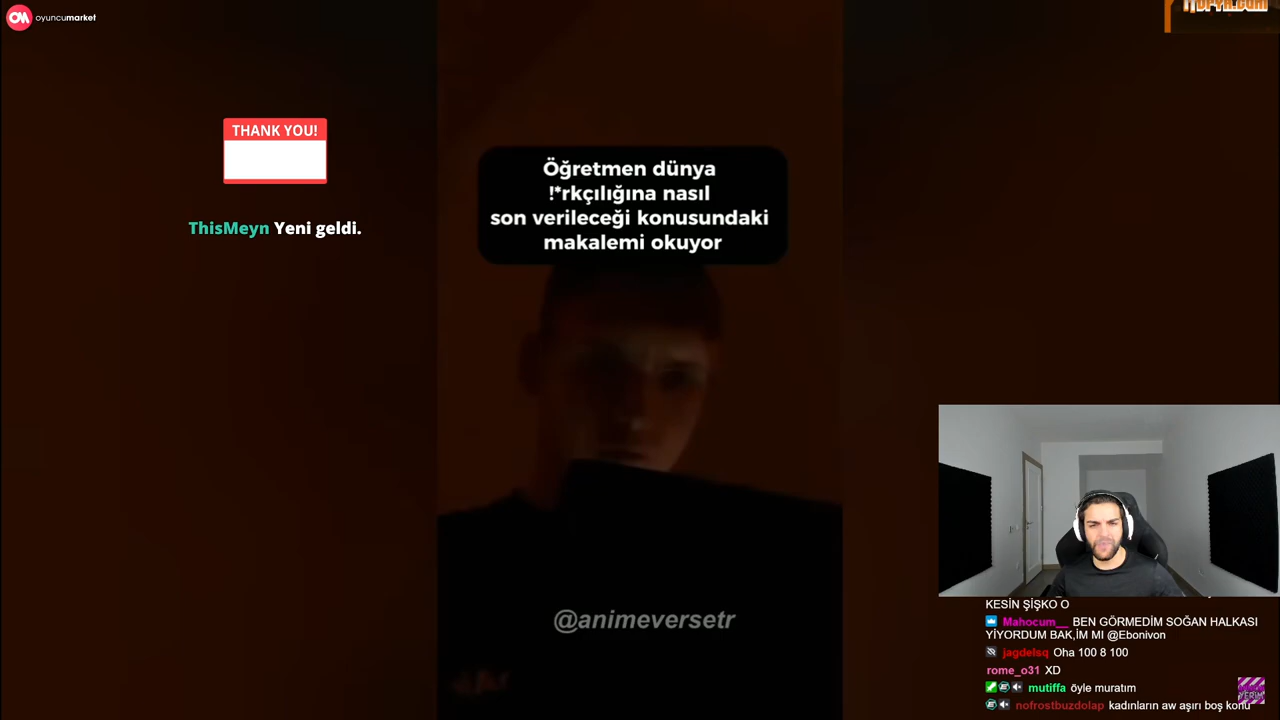 oyuncumarket
THANK YOU!
ThisMeyn Yeni geldi.
Öğretmen dünya
!*rkçılığına nasıl
son verileceği konusundaki
makalemi okuyor
@animeversetr
KESİN ŞİŞKO O
Mahocum__ BEN GÖRMEDİM SOĞAN HALKASI
YİYORDUM BAK,İM MI @Ebonivon
jagdelsq Oha 100 8 100
rome_o31 XD
mutiffa öyle muratım
nofrostbuzdolap kadınların aw aşırı boş konu